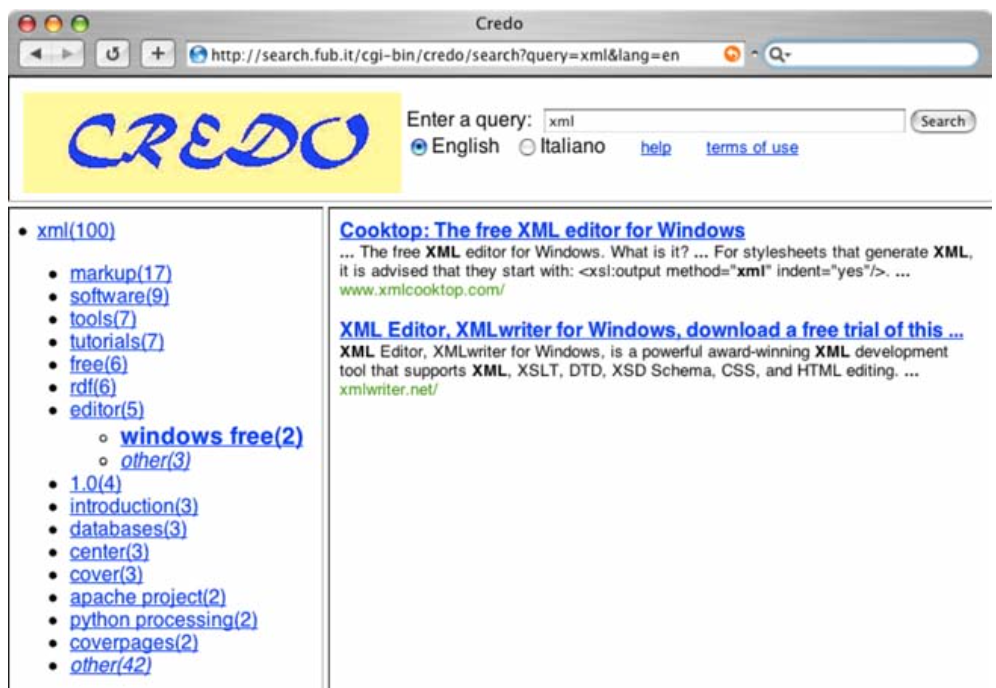 Credo
http://search.fub.it/cgi-bin/credo/search?query=xml&lang=en
Q
CREDO
Enter a query: xml Search
English Italiano help terms of use
xml(100)
markup(17)
software(9)
tools(7)
tutorials(7)
free(6)
rdf(6)
editor(5)
windows free(2)
other(3)
1.0(4)
introduction(3)
databases(3)
center(3)
cover(3)
apache project(2)
python processing(2)
coverpages(2)
other(42)
Cooktop: The free XML editor for Windows
... The free XML editor for Windows. What is it? ... For stylesheets that generate XML,
it is advised that they start with: <xsl:output method="xml" indent="yes"/>. ...
www.xmlcooktop.com/
XML Editor, XMLwriter for Windows, download a free trial of this ...
XML Editor, XMLwriter for Windows, is a powerful award-winning XML development
tool that supports XML, XSLT, DTD, XSD Schema, CSS, and HTML editing. ...
xmlwriter.net/